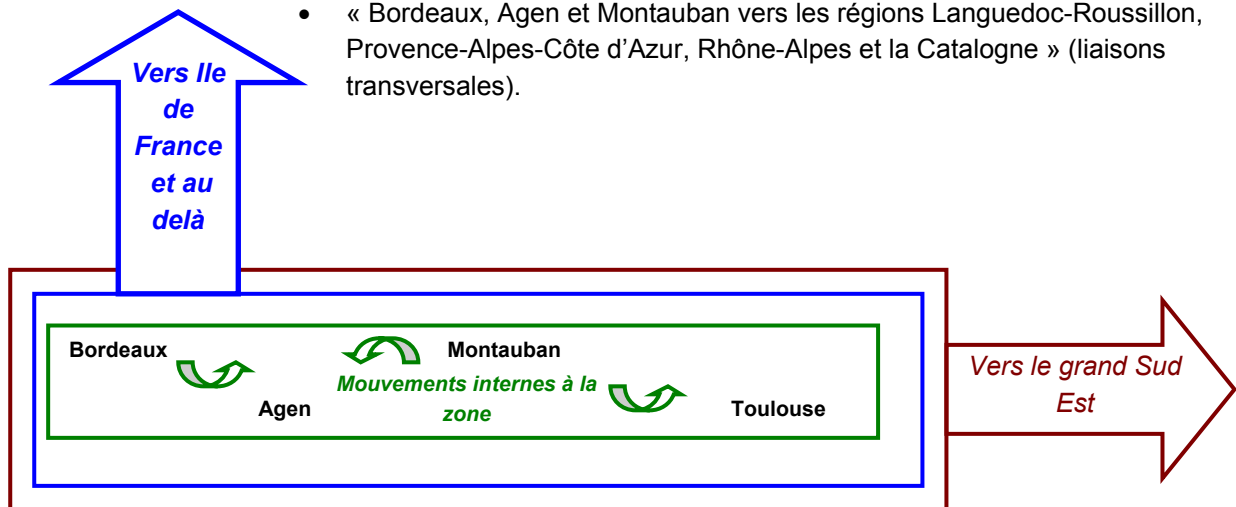 • « Bordeaux, Agen et Montauban vers les régions Languedoc-Roussillon,
Provence-Alpes-Côte d’Azur, Rhône-Alpes et la Catalogne » (liaisons
transversales).
Vers Ile
de
France
et au
delà
Bordeaux
Montauban
Mouvements internes à la
zone
Agen
Toulouse
Vers le grand Sud
Est